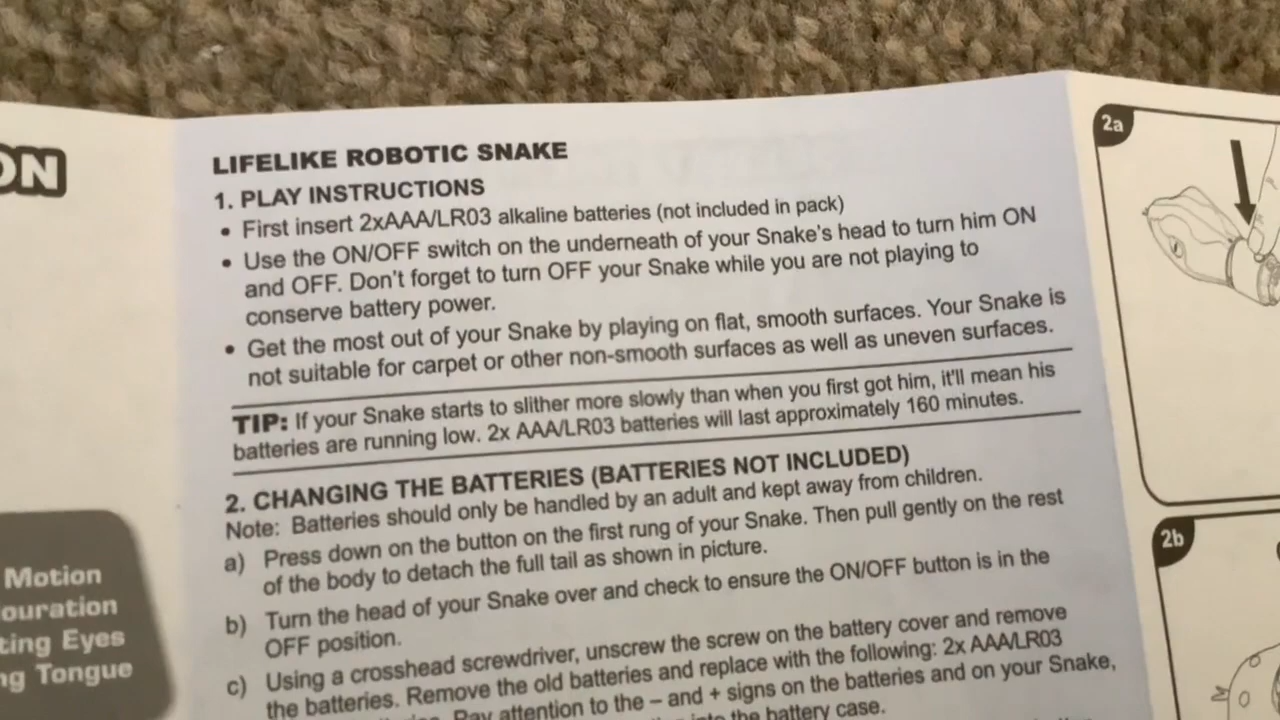 ON
LIFELIKE ROBOTIC SNAKE
1. PLAY INSTRUCTIONS
• First insert 2xAAA/LR03 alkaline batteries (not included in pack)
• Use the ON/OFF switch on the underneath of your Snake's head to turn him ON
and OFF. Don't forget to turn OFF your Snake while you are not playing to
conserve battery power.
• Get the most out of your Snake by playing on flat, smooth surfaces. Your Snake is
not suitable for carpet or other non-smooth surfaces as well as uneven surfaces.
TIP: If your Snake starts to slither more slowly than when you first got him, it'll mean his
batteries are running low. 2x AAA/LR03 batteries will last approximately 160 minutes.
2. CHANGING THE BATTERIES (BATTERIES NOT INCLUDED)
Note: Batteries should only be handled by an adult and kept away from children.
a) Press down on the button on the first rung of your Snake. Then pull gently on the rest
of the body to detach the full tail as shown in picture.
b) Turn the head of your Snake over and check to ensure the ON/OFF button is in the
OFF position.
c) Using a crosshead screwdriver, unscrew the screw on the battery cover and remove
the batteries. Remove the old batteries and replace with the following: 2x AAA/LR03
Pay attention to the – and + signs on the batteries and on your Snake,
into the battery case.
Motion
ouration
ting Eyes
ng Tongue
2a
2b